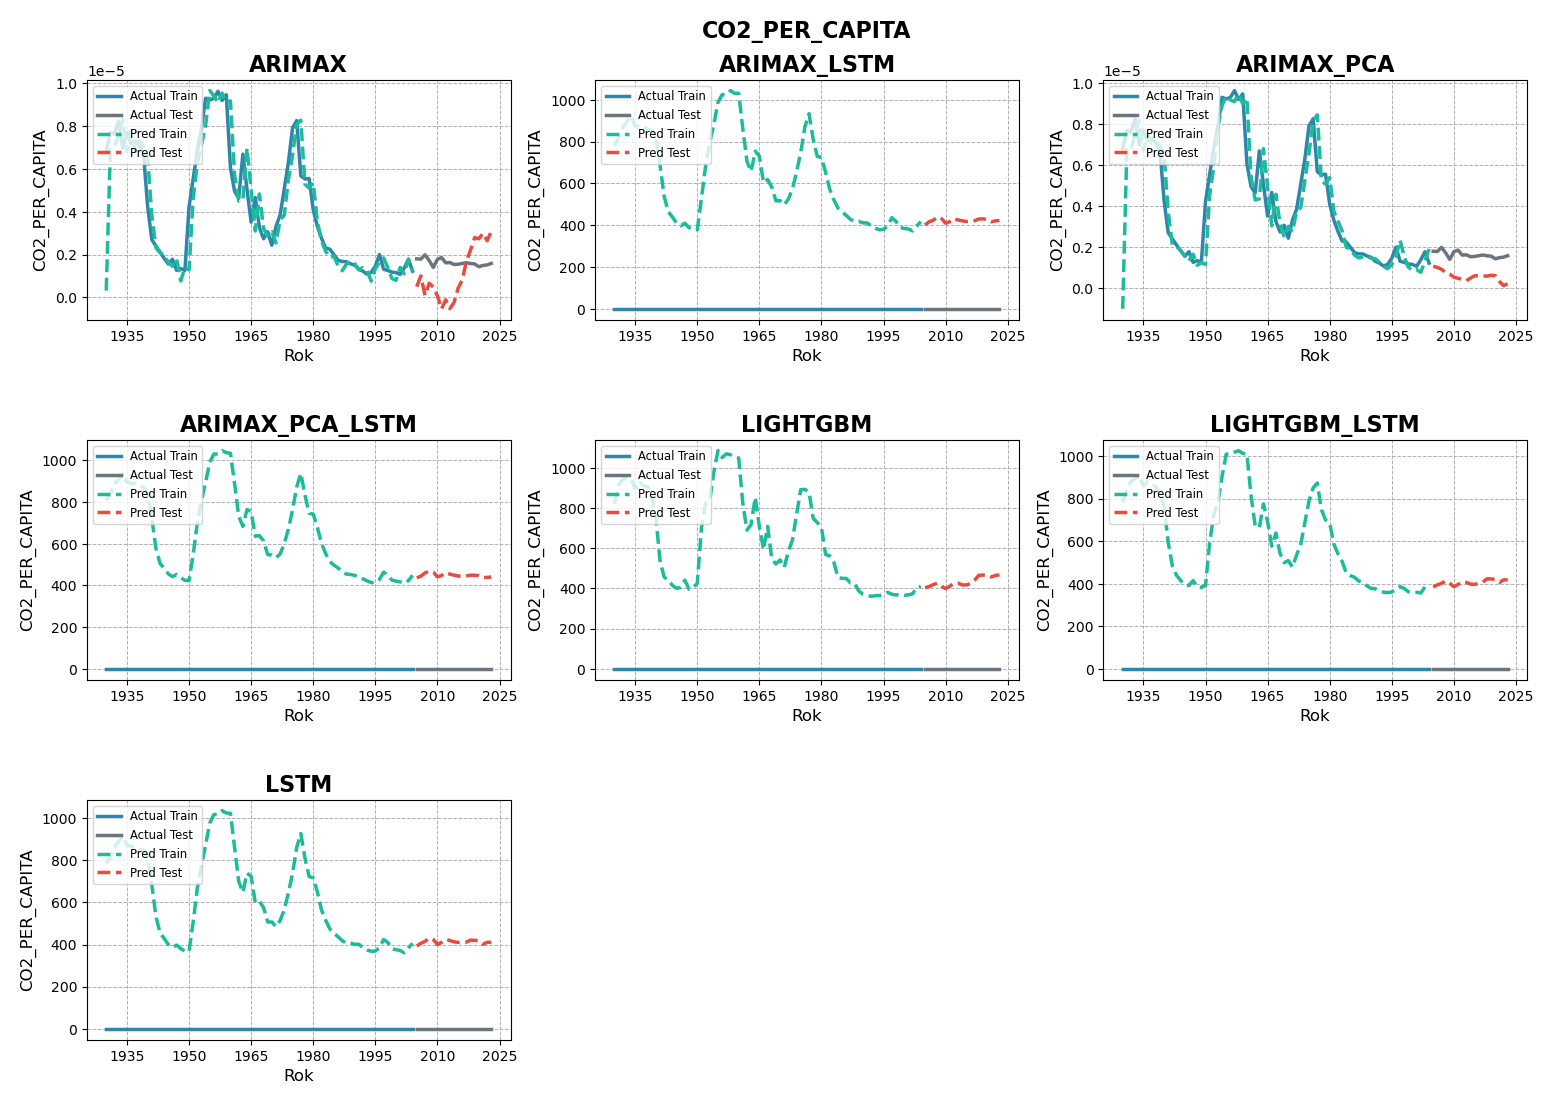 CO2_PER_CAPITA
ARIMAX
1e−5
CO2_PER_CAPITA
1.0
0.8
0.6
0.4
0.2
0.0
Actual Train
Actual Test
Pred Train
Pred Test
1935 1950 1965 1980 1995 2010 2025
Rok
ARIMAX_LSTM
CO2_PER_CAPITA
1000
800
600
400
200
0
Actual Train
Actual Test
Pred Train
Pred Test
1935 1950 1965 1980 1995 2010 2025
Rok
ARIMAX_PCA
1e−5
CO2_PER_CAPITA
1.0
0.8
0.6
0.4
0.2
0.0
Actual Train
Actual Test
Pred Train
Pred Test
1935 1950 1965 1980 1995 2010 2025
Rok
ARIMAX_PCA_LSTM
CO2_PER_CAPITA
1000
800
600
400
200
0
Actual Train
Actual Test
Pred Train
Pred Test
1935 1950 1965 1980 1995 2010 2025
Rok
LIGHTGBM
CO2_PER_CAPITA
1000
800
600
400
200
0
Actual Train
Actual Test
Pred Train
Pred Test
1935 1950 1965 1980 1995 2010 2025
Rok
LIGHTGBM_LSTM
CO2_PER_CAPITA
1000
800
600
400
200
0
Actual Train
Actual Test
Pred Train
Pred Test
1935 1950 1965 1980 1995 2010 2025
Rok
LSTM
CO2_PER_CAPITA
1000
800
600
400
200
0
Actual Train
Actual Test
Pred Train
Pred Test
1935 1950 1965 1980 1995 2010 2025
Rok